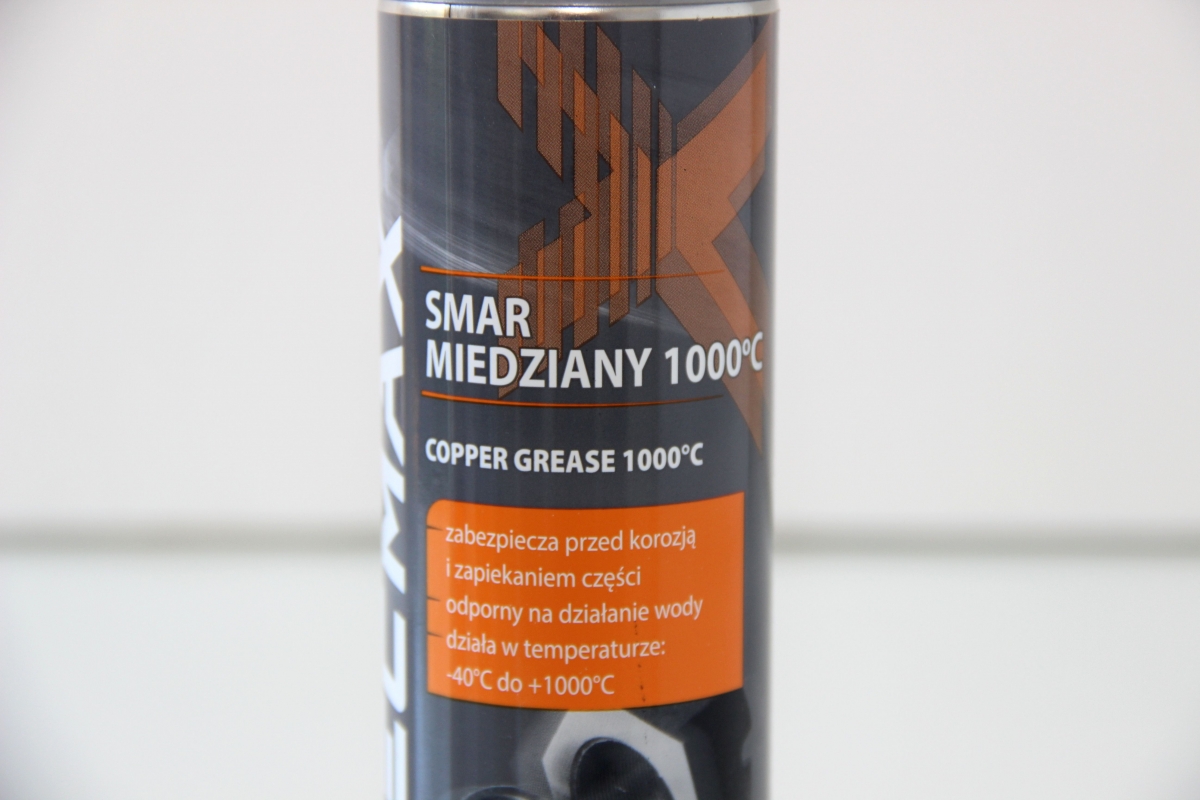 SMAR
MIEDZIANY 1000°C
COPPER GREASE 1000°C
zabezpiecza przed korozją
i zapiekaniem części
odporny na działanie wody
działa w temperaturze:
-40°C do +1000°C